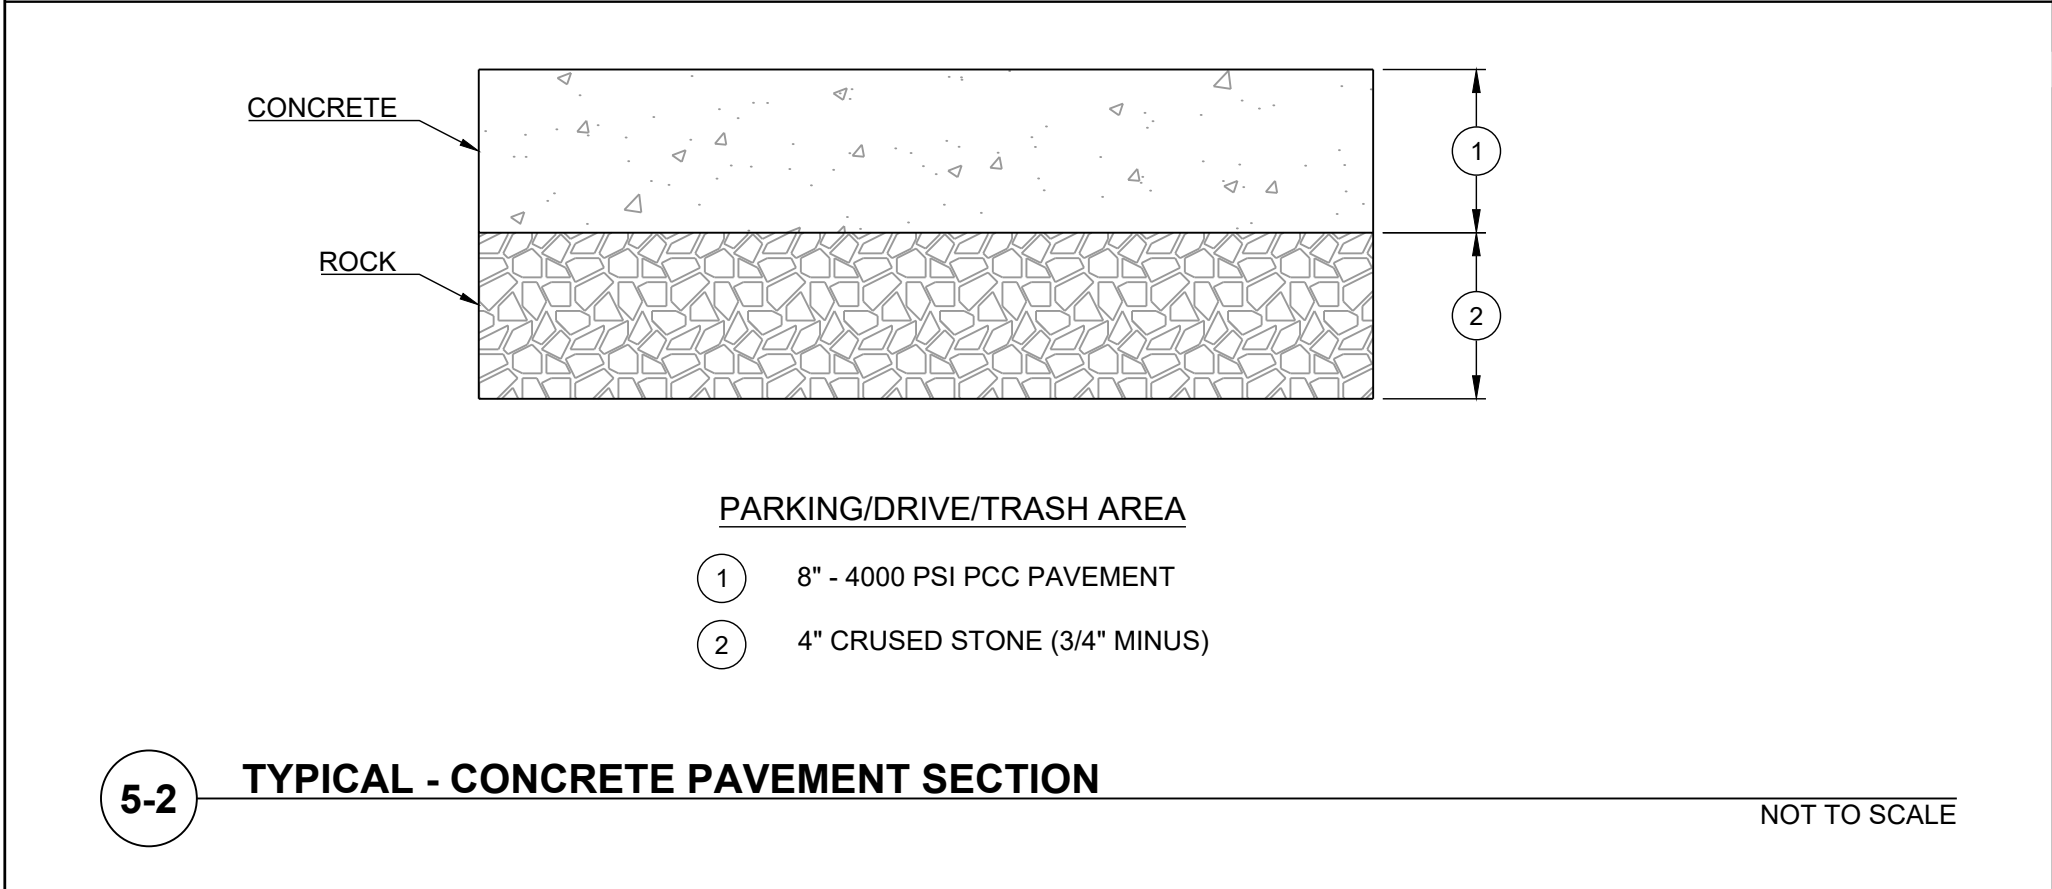 CONCRETE
1
ROCK
2
PARKING/DRIVE/TRASH AREA
1 8" - 4000 PSI PCC PAVEMENT
2 4" CRUSED STONE (3/4" MINUS)
5-2 TYPICAL - CONCRETE PAVEMENT SECTION
NOT TO SCALE